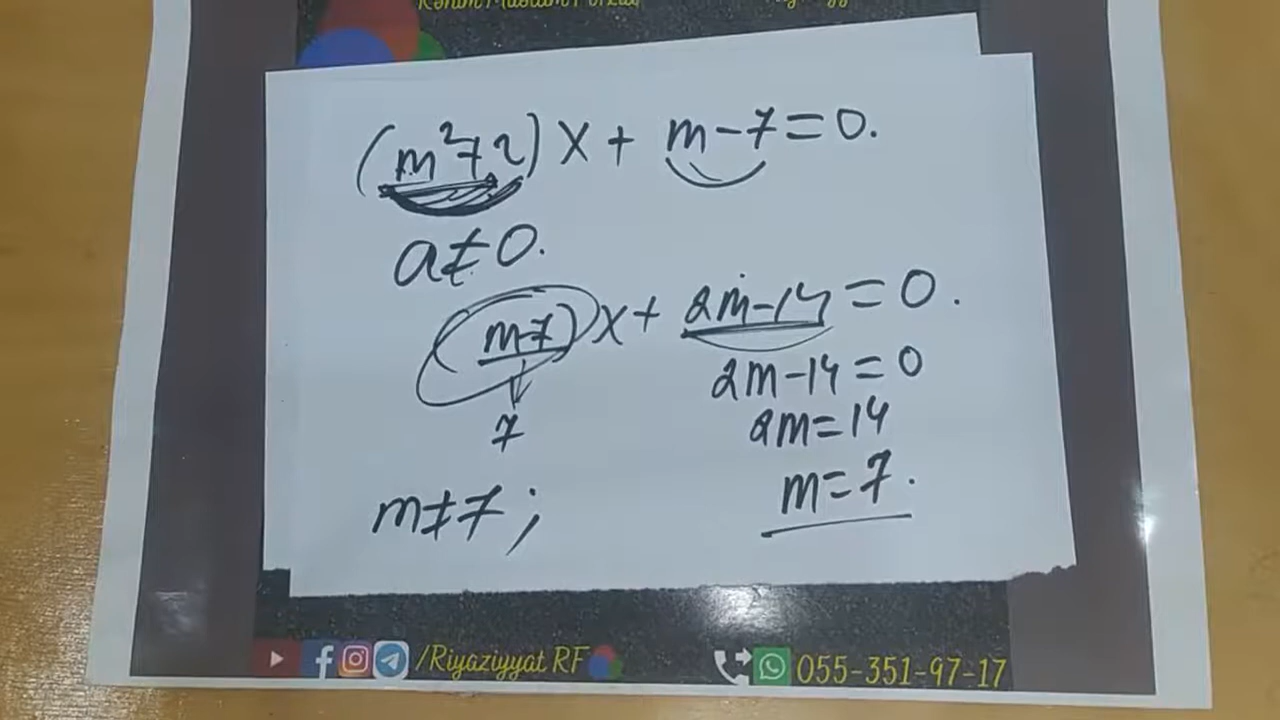 (m²+2)x + m-7=0.
a≠0.
(m-7)x + 2m-14=0.
2m-14=0
7
2m=14
m=7.
m≠7;
/Riyaziyyat RF
055-351-97-17